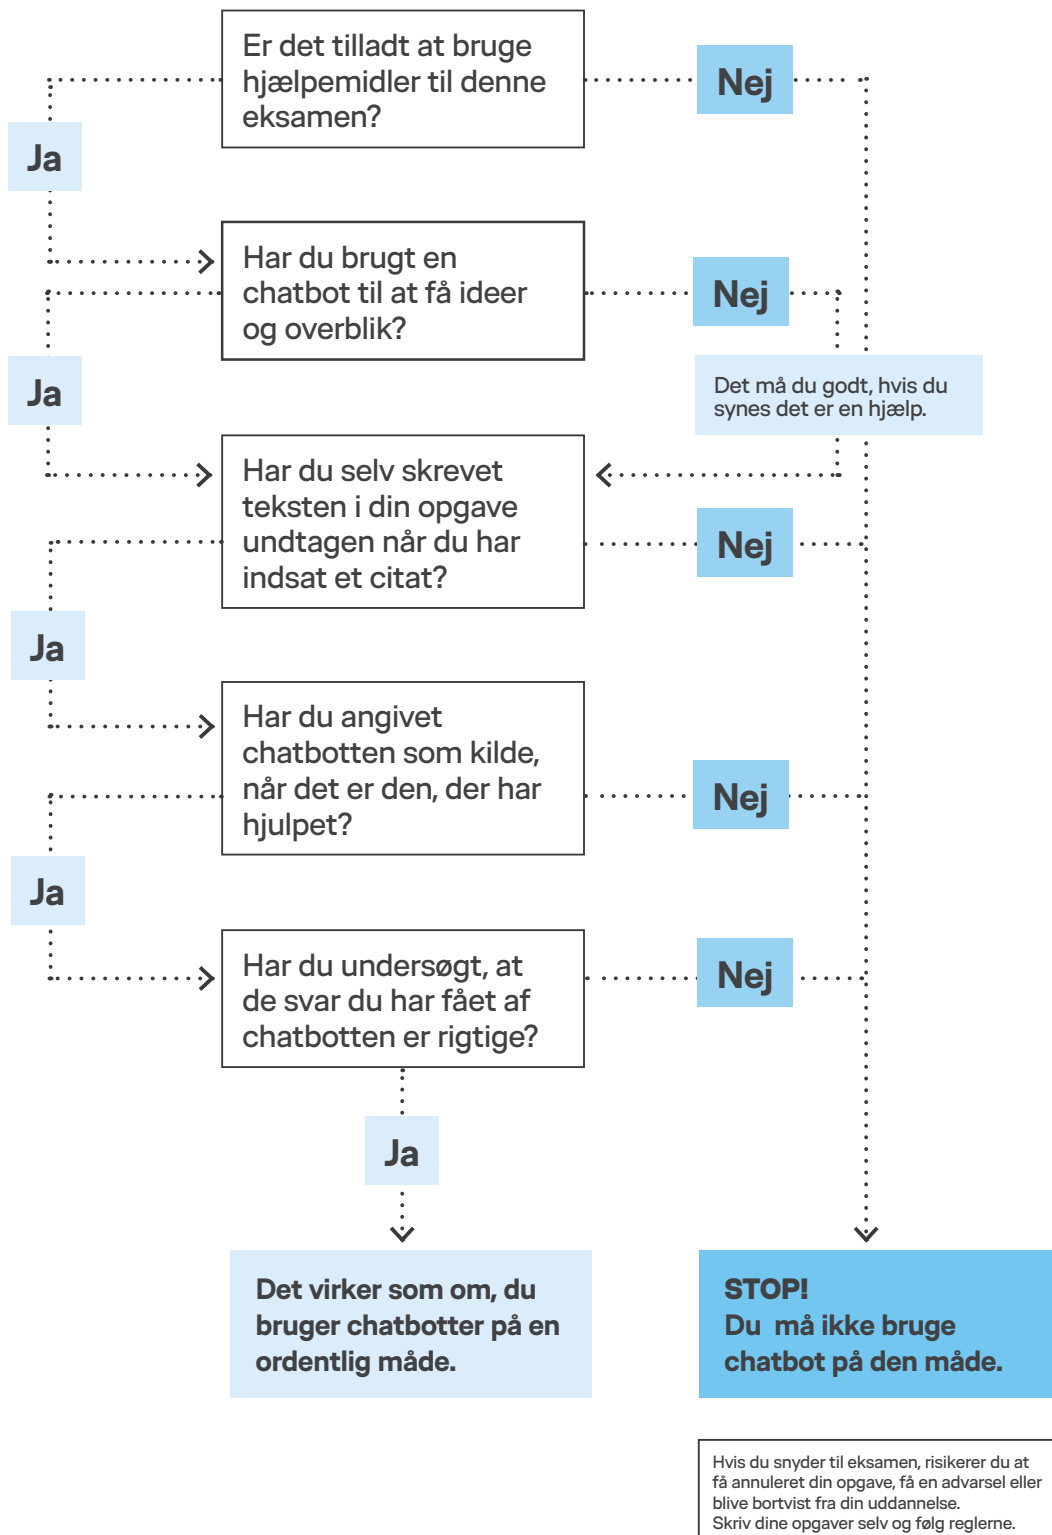 Er det tilladt at bruge
hjælpemidler til denne
eksamen?
Nej
Ja
Har du brugt en
chatbot til at få ideer
og overblik?
Nej
Det må du godt, hvis du
synes det er en hjælp.
Ja
Har du selv skrevet
teksten i din opgave
undtagen når du har
indsat et citat?
Nej
Ja
Har du angivet
chatbotten som kilde,
når det er den, der har
hjulpet?
Nej
Ja
Har du undersøgt, at
de svar du har fået af
chatbotten er rigtige?
Nej
Ja
Det virker som om, du
bruger chatbotter på en
ordentlig måde.
STOP!
Du må ikke bruge
chatbot på den måde.
Hvis du snyder til eksamen, risikerer du at
få annuleret din opgave, få en advarsel eller
blive bortvist fra din uddannelse.
Skriv dine opgaver selv og følg reglerne.